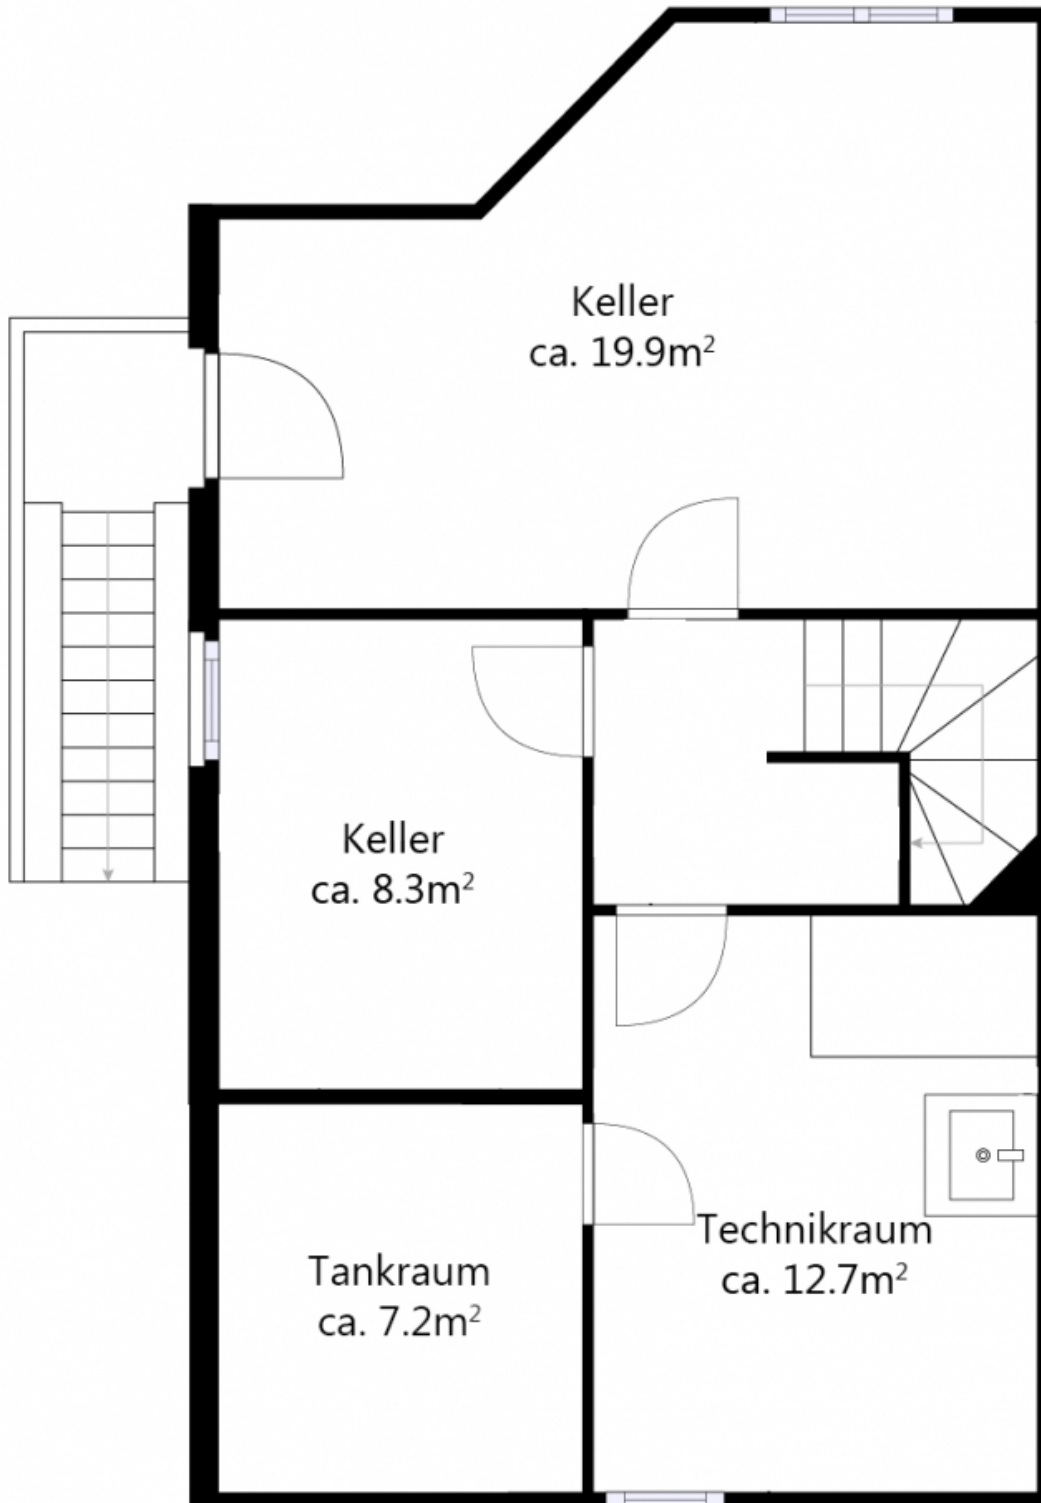 Keller
ca. 19.9m²
Keller
ca. 8.3m²
Technikraum
ca. 12.7m²
Tankraum
ca. 7.2m²